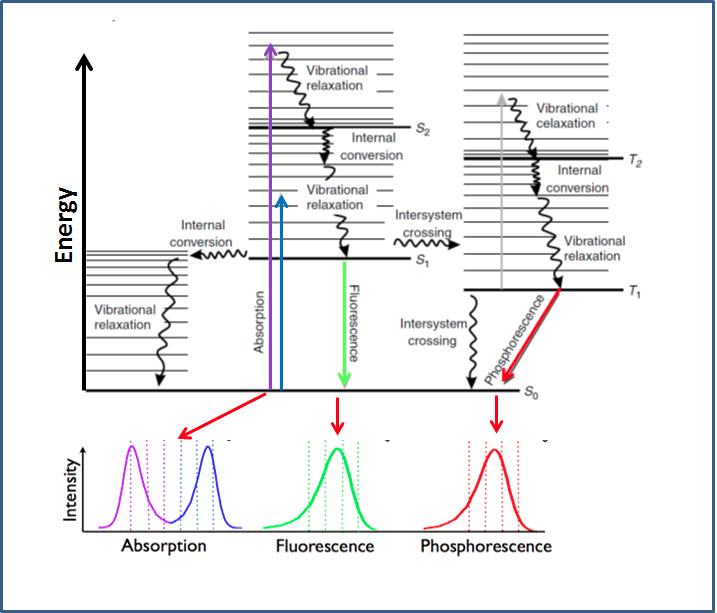 Vibrational
relaxation
S2
Internal
conversion
Vibrational
relaxation
Internal
conversion
S1
Vibrational
relaxation
Absorption
Fluorescence
Intersystem
crossing
Vibrational
celaxation
T2
Internal
conversion
Vibrational
relaxation
T1
Intersystem
crossing
Phosphorescence
S0
Energy
Intensity
Absorption
Fluorescence
Phosphorescence